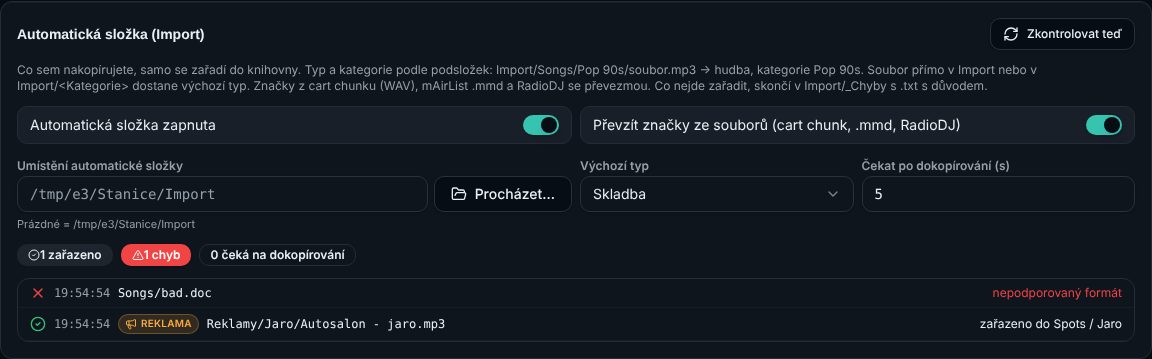 Automatická složka (Import)
Zkontrolovat teď
Co sem nakopírujete, samo se zařadí do knihovny. Typ a kategorie podle podsložek: Import/Songs/Pop 90s/soubor.mp3 → hudba, kategorie Pop 90s. Soubor přímo v Import nebo v
Import/<Kategorie> dostane výchozí typ. Značky z cart chunku (WAV), mAirList .mmd a RadioDJ se převezmou. Co nejde zařadit, skončí v Import/_Chyby s .txt s důvodem.
Automatická složka zapnuta
Převzít značky ze souborů (cart chunk, .mmd, RadioDJ)
Umístění automatické složky
Výchozí typ
Čekat po dokopírování (s)
/tmp/e3/Stanice/Import
Procházet...
Skladba
5
Prázdné = /tmp/e3/Stanice/Import
1 zařazeno
1 chyb
0 čeká na dokopírování
19:54:54 Songs/bad.doc
nepodporovaný formát
19:54:54 REKLAMA Reklamy/Jaro/Autosalon - jaro.mp3
zařazeno do Spots / Jaro